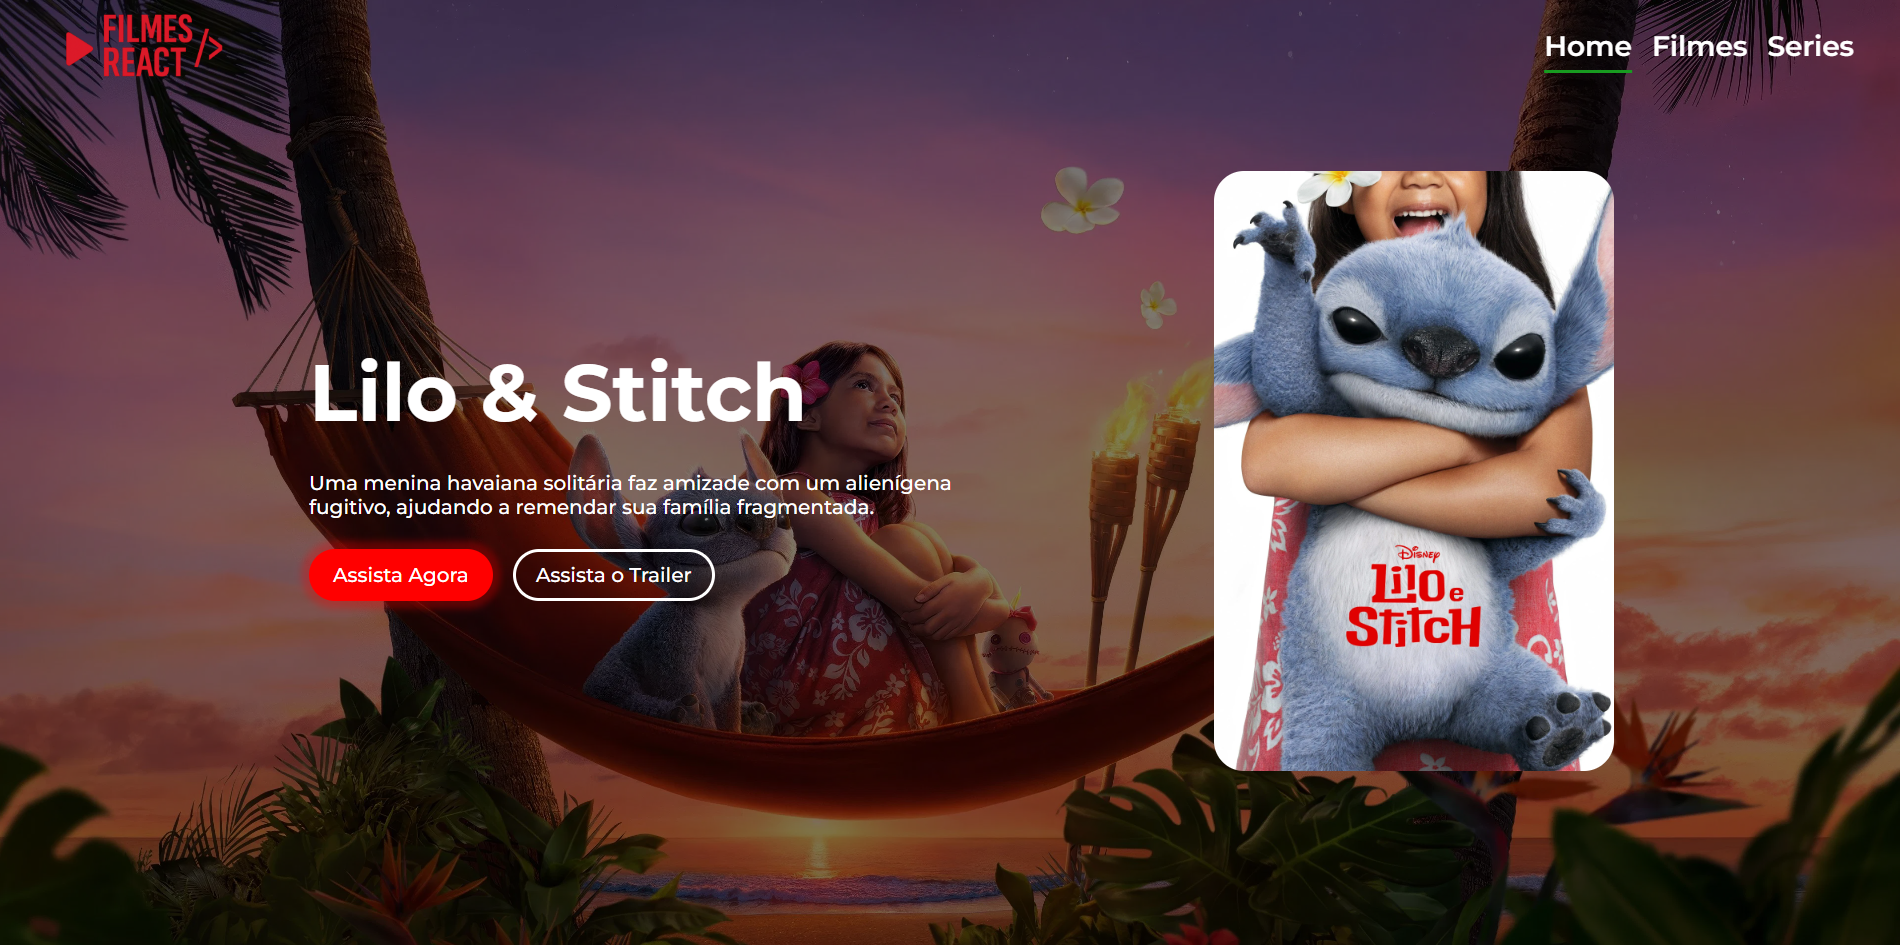 FILMES
REACT />
Home Filmes Series
Lilo & Stitch
Uma menina havaiana solitária faz amizade com um alienígena
fugitivo, ajudando a remendar sua família fragmentada.
Assista Agora
Assista o Trailer
Disney
Lilo e
Stitch